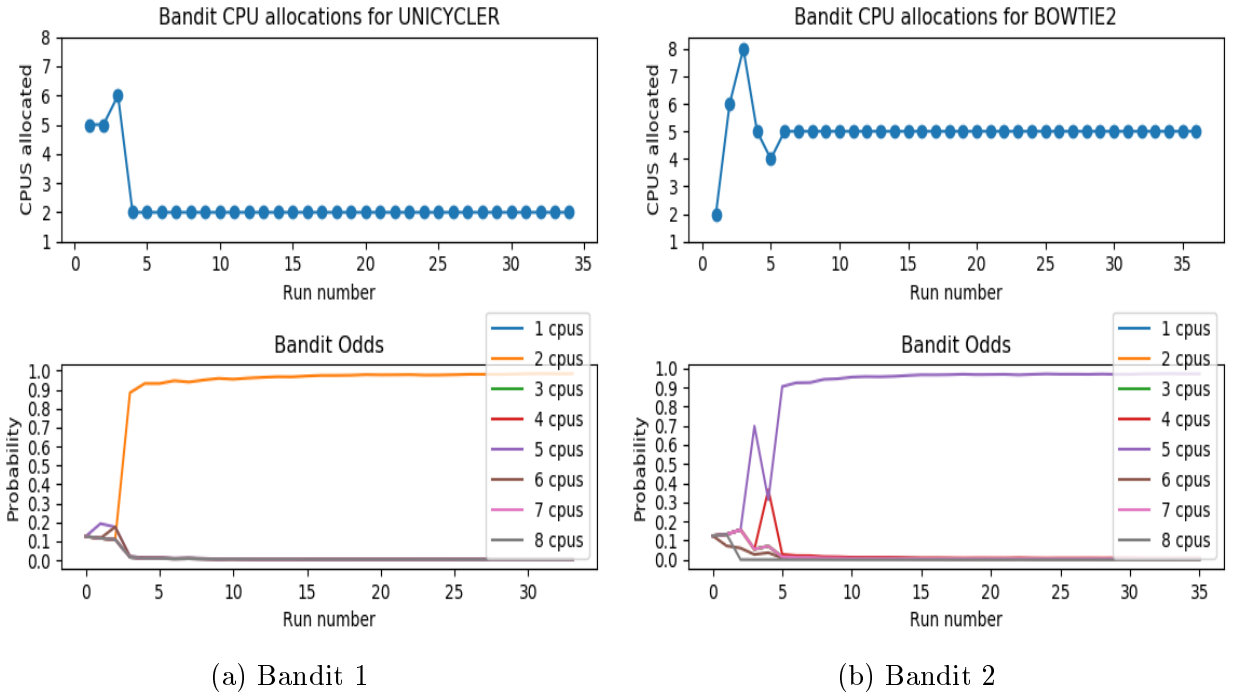 Bandit CPU allocations for UNICYCLER
8
7
6
5
4
3
2
1
CPUS allocated
0 5 10 15 20 25 30 35
Run number
Bandit Odds
1.0
0.9
0.8
0.7
0.6
0.5
0.4
0.3
0.2
0.1
0.0
Probability
0 5 10 15 20 25 30
Run number
1 cpus
2 cpus
3 cpus
4 cpus
5 cpus
6 cpus
7 cpus
8 cpus
(a) Bandit 1
Bandit CPU allocations for BOWTIE2
8
7
6
5
4
3
2
1
CPUS allocated
0 5 10 15 20 25 30 35
Run number
Bandit Odds
1.0
0.9
0.8
0.7
0.6
0.5
0.4
0.3
0.2
0.1
0.0
Probability
0 5 10 15 20 25 30 35
Run number
1 cpus
2 cpus
3 cpus
4 cpus
5 cpus
6 cpus
7 cpus
8 cpus
(b) Bandit 2